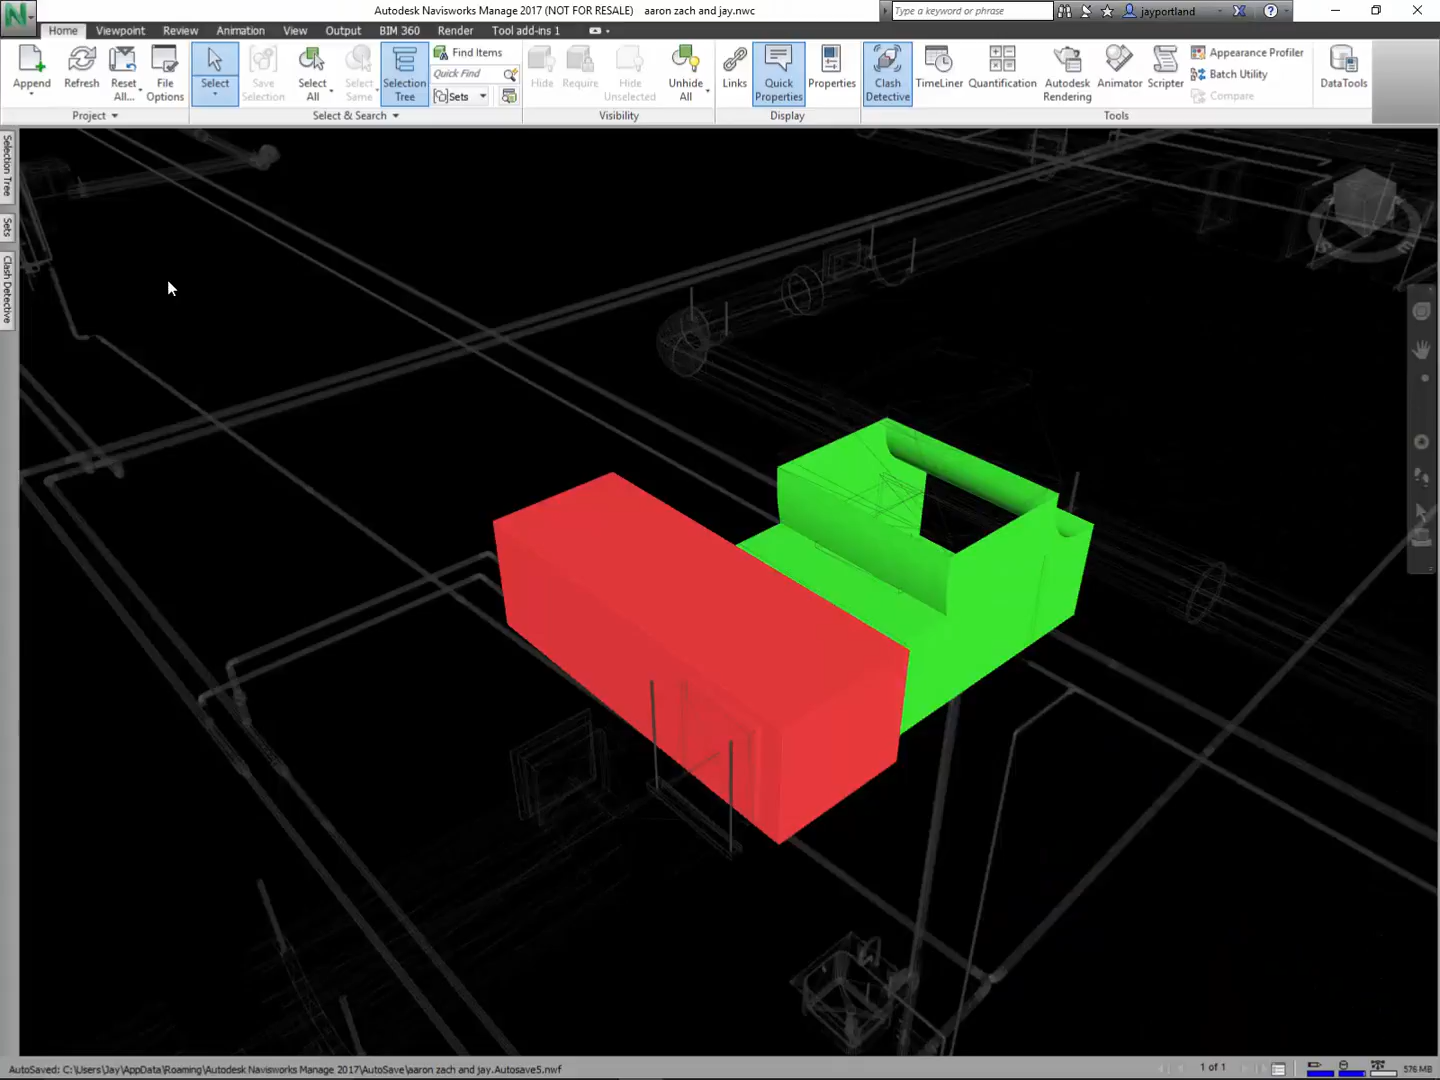 Autodesk Navisworks Manage 2017 (NOT FOR RESALE) aaron zach and jay.nwc
Type a keyword or phrase
jayportland
Home Viewpoint Review Animation View Output BIM 360 Render Tool add-ins 1
Append
Refresh
Reset All...
File Options
Select
Save Selection
Select All
Select Same
Selection Tree
Find Items
Quick Find
Sets
Hide
Require
Hide Unselected
Unhide All
Links
Quick Properties
Properties
Clash Detective
TimeLiner
Quantification
Autodesk Rendering
Animator
Scripter
Appearance Profiler
Batch Utility
Compare
DataTools
Project
Select & Search
Visibility
Display
Tools
Selection Tree
Sets
Clash Detective
S
E
AutoSaved: C:\Users\Jay\AppData\Roaming\Autodesk Navisworks Manage 2017\AutoSave\aaron zach and jay.Autosave5.nwf
1 of 1
576 MB